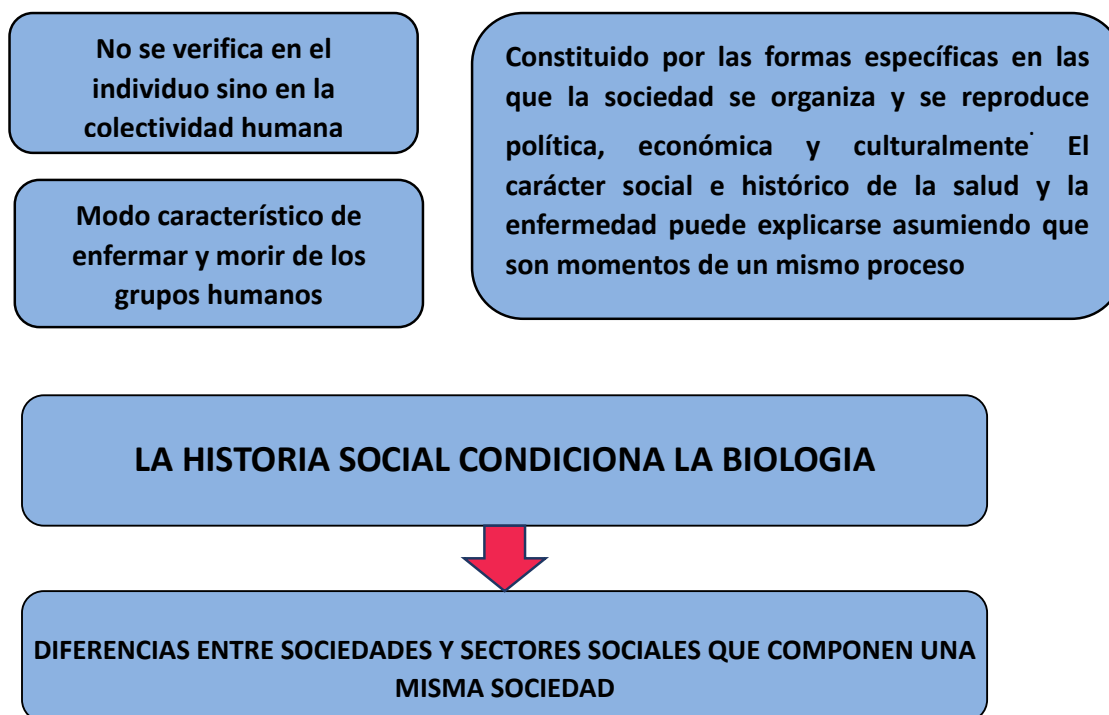 No se verifica en el
individuo sino en la
colectividad humana
Modo característico de
enfermar y morir de los
grupos humanos
Constituido por las formas específicas en las
que la sociedad se organiza y se reproduce
política, económica y culturalmente. El
carácter social e histórico de la salud y la
enfermedad puede explicarse asumiendo que
son momentos de un mismo proceso
LA HISTORIA SOCIAL CONDICIONA LA BIOLOGIA
DIFERENCIAS ENTRE SOCIEDADES Y SECTORES SOCIALES QUE COMPONEN UNA
MISMA SOCIEDAD